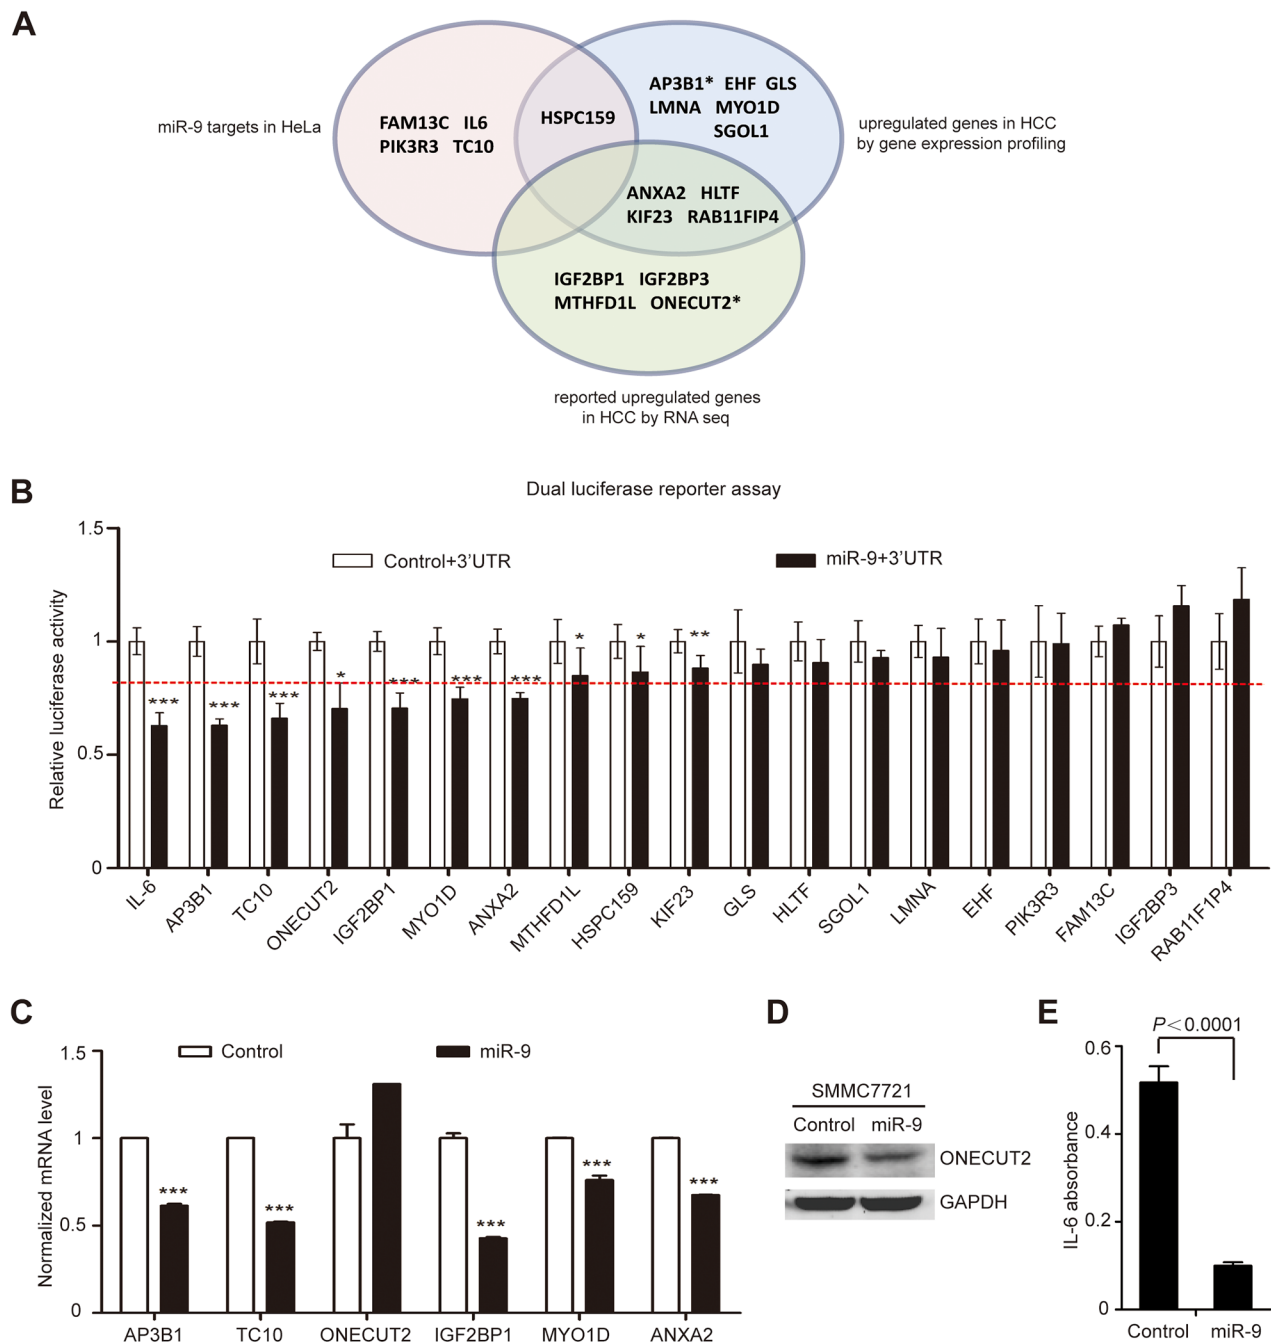 A
miR-9 targets in HeLa
FAM13C IL6
PIK3R3 TC10
HSPC159
AP3B1* EHF GLS
LMNA MYO1D
SGOL1
upregulated genes in HCC
by gene expression profiling
ANXA2 HLTF
KIF23 RAB11FIP4
IGF2BP1 IGF2BP3
MTHFD1L ONECUT2*
reported upregulated genes
in HCC by RNA seq
B
Dual luciferase reporter assay
Relative luciferase activity
1.5
1
0.5
0
Control+3'UTR
miR-9+3'UTR
***
***
***
*
***
***
***
*
*
**
IL-6
AP3B1
TC10
ONECUT2
IGF2BP1
MYO1D
ANXA2
MTHFD1L
HSPC159
KIF23
GLS
HLTF
SGOL1
LMNA
EHF
PIK3R3
FAM13C
IGF2BP3
RAB11F1P4
C
Normalized mRNA level
1.5
1
0.5
0
Control
miR-9
***
***
***
***
***
AP3B1
TC10
ONECUT2
IGF2BP1
MYO1D
ANXA2
D
SMMC7721
Control miR-9
ONECUT2
GAPDH
E
P< 0.0001
IL-6 absorbance
0.6
0.4
0.2
0
Control
miR-9